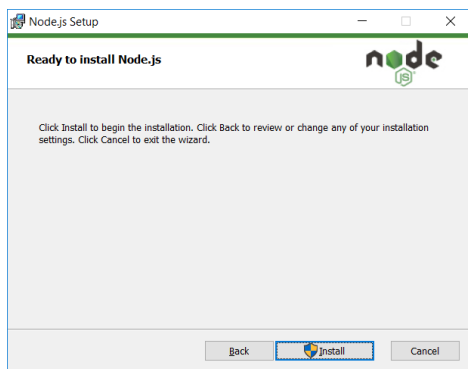 Node.js Setup
Ready to install Node.js
node
JS
Click Install to begin the installation. Click Back to review or change any of your installation
settings. Click Cancel to exit the wizard.
Back
Install
Cancel